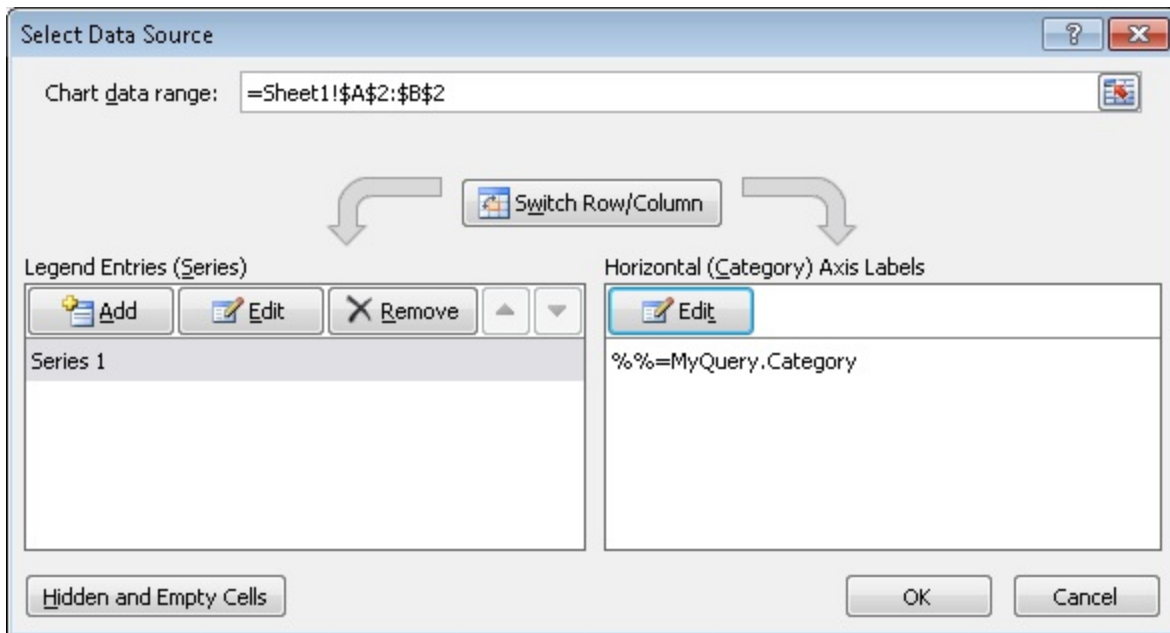 Select Data Source
Chart data range: =Sheet1!$A$2:$B$2
Switch Row/Column
Legend Entries (Series)
Add Edit Remove
Series 1
Horizontal (Category) Axis Labels
Edit
%%=MyQuery.Category
Hidden and Empty Cells
OK Cancel